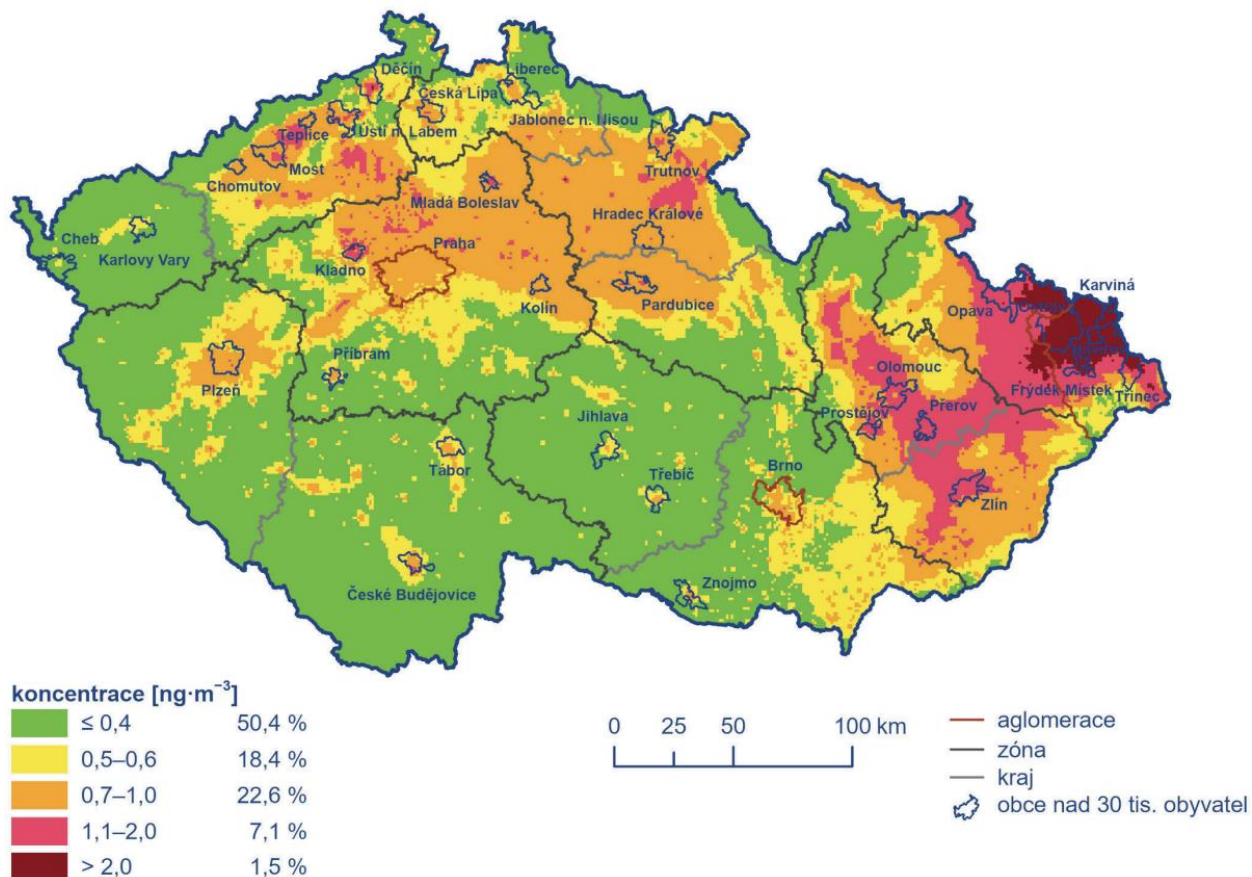 Děčín
Liberec
Česká Lípa
Jablonec n. Nisou
Ústí n. Labem
Teplice
Most
Chomutov
Trutnov
Mladá Boleslav
Hradec Králové
Cheb
Karlovy Vary
Praha
Kladno
Kolín
Pardubice
Karviná
Opava
Příbram
Plzeň
Olomouc
Frýdek Místek
Třinec
Jihlava
Prostějov
Přerov
Tábor
Třebíč
Brno
Zlín
České Budějovice
Znojmo
koncentrace [ng·m⁻³]
≤ 0,4 50,4 %
0,5–0,6 18,4 %
0,7–1,0 22,6 %
1,1–2,0 7,1 %
> 2,0 1,5 %
0 25 50 100 km
aglomerace
zóna
kraj
obce nad 30 tis. obyvatel